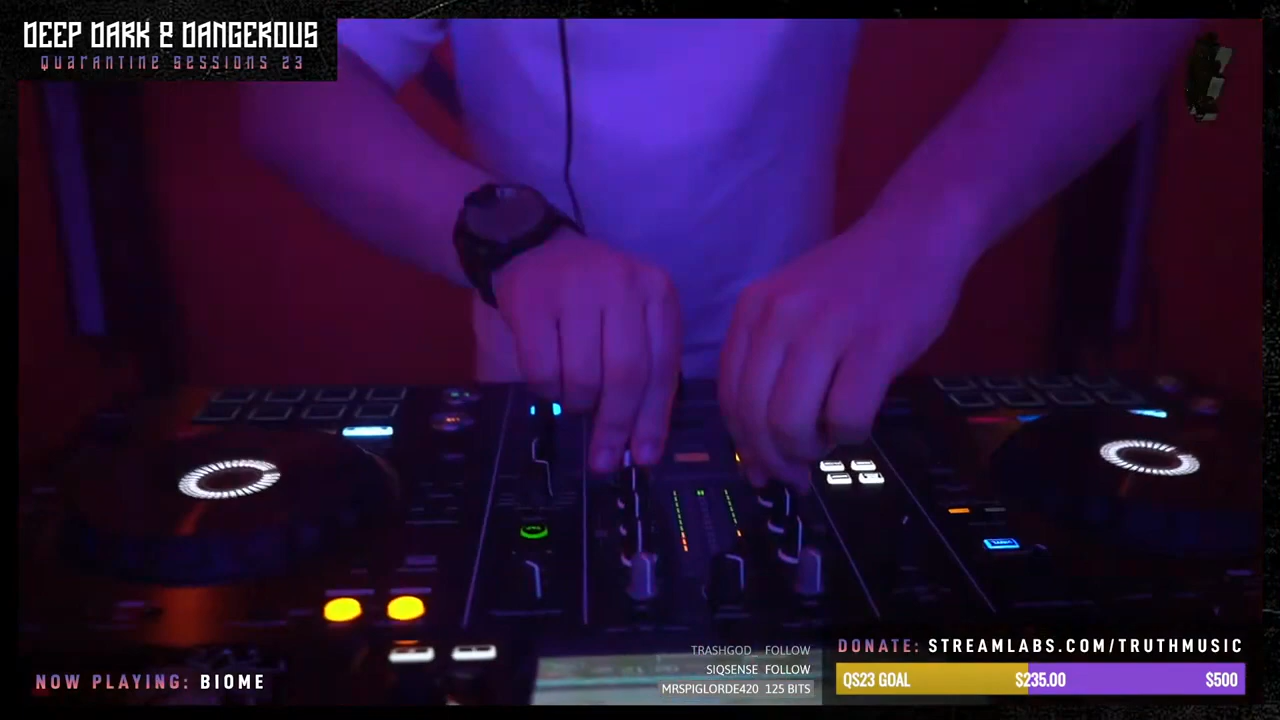 DEEP DARK & DANGEROUS
QUARANTINE SESSIONS 23
TRASHGOD_ FOLLOW
SIQSENSE FOLLOW
MRSPIGLORDE420 125 BITS
DONATE: STREAMLABS.COM/TRUTHMUSIC
QS23 GOAL $235.00 $500
NOW PLAYING: BIOME